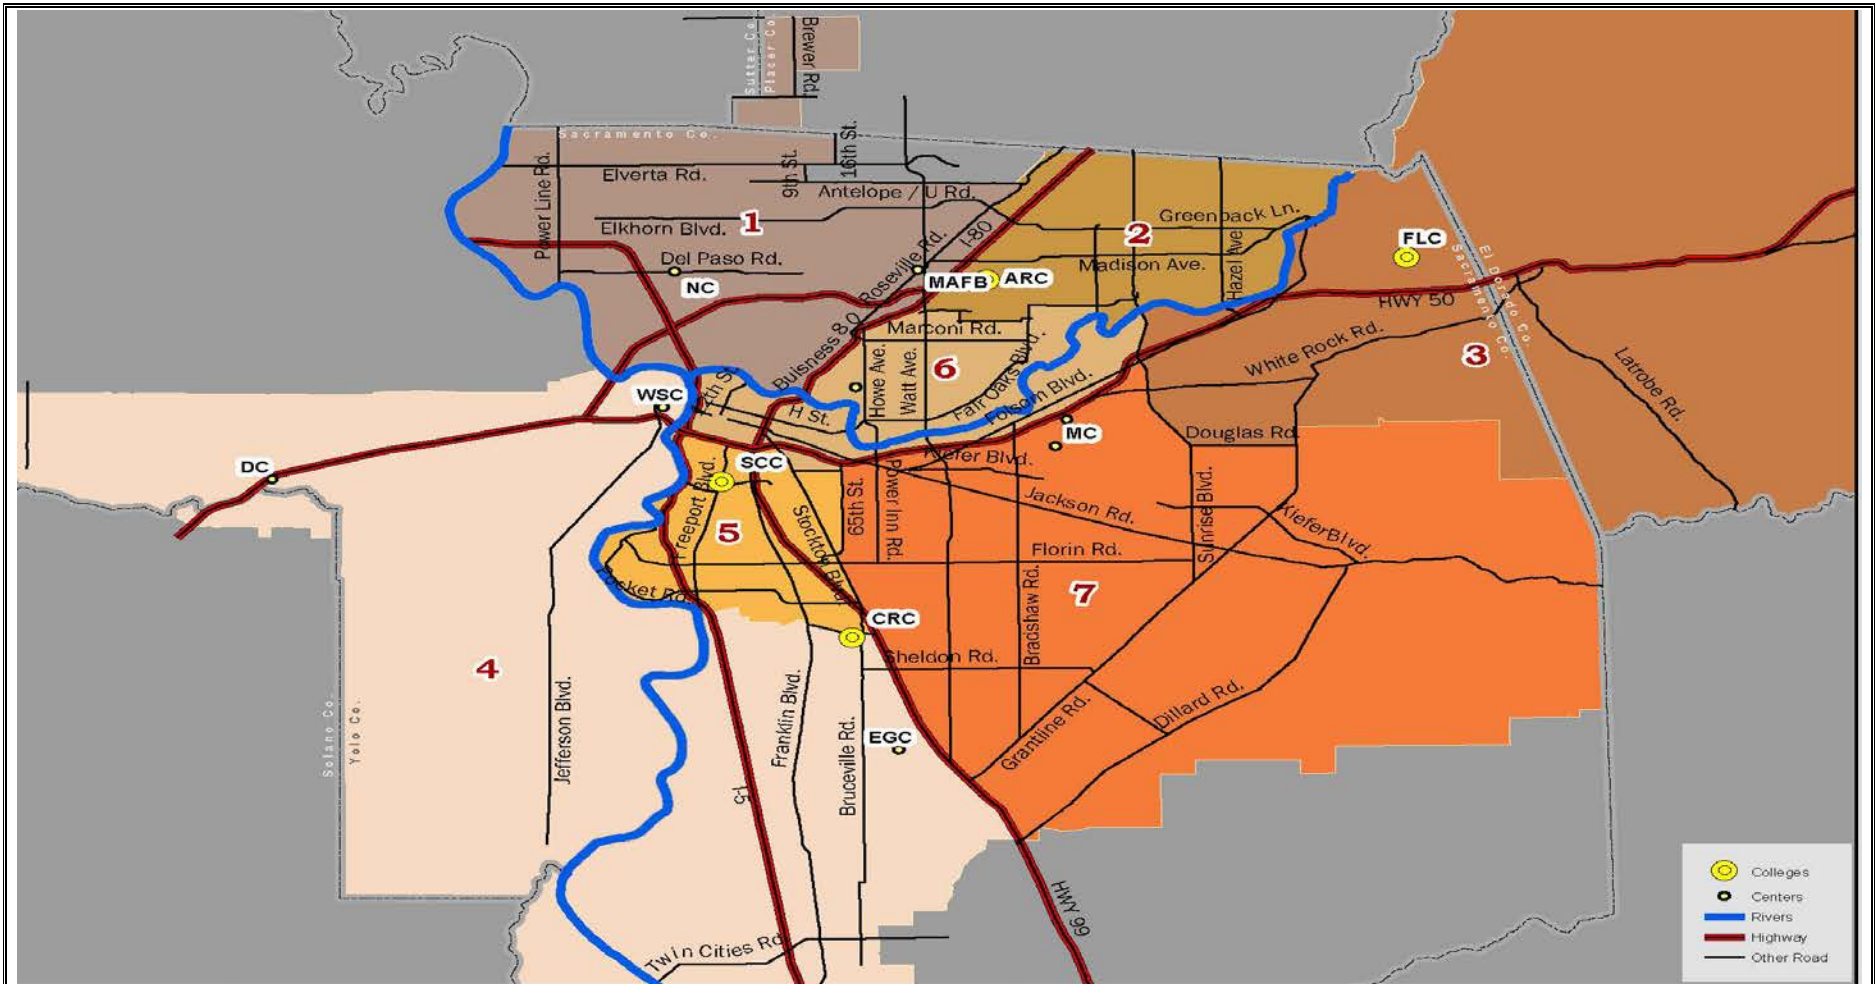 Sutter Co.
Placer Co.
Brewer Rd.
Sacramento Co.
Power Line Rd.
Elverta Rd.
9th St.
16th St.
Antelope / U Rd.
Elkhorn Blvd.
1
Greenback Ln.
2
Del Paso Rd.
Roseville Rd.
I-80
Madison Ave.
Hazel Ave
FLC
NC
MAFB
ARC
El Dorado Co.
Sacramento Co.
HWY 50
Buisness 80
Marconi Rd.
White Rock Rd.
3
6
Howe Ave.
Watt Ave.
Fair Oaks Blvd.
Folsom Blvd.
Latrobe Rd.
WSC
H St.
MC
Douglas Rd.
DC
SCC
Kiefer Blvd.
Freeport Blvd.
Stockton Blvd.
65th St.
Power Inn Rd.
Jackson Rd.
Sunrise Blvd.
KieferBlvd.
5
Florin Rd.
Pocket Rd.
7
Bradshaw Rd.
CRC
Sheldon Rd.
4
Jefferson Blvd.
Franklin Blvd.
Bruceville Rd.
Dillard Rd.
Grantline Rd.
Solano Co.
Yolo Co.
EGC
I-5
HWY 99
Twin Cities Rd.
Colleges
Centers
Rivers
Highway
Other Road